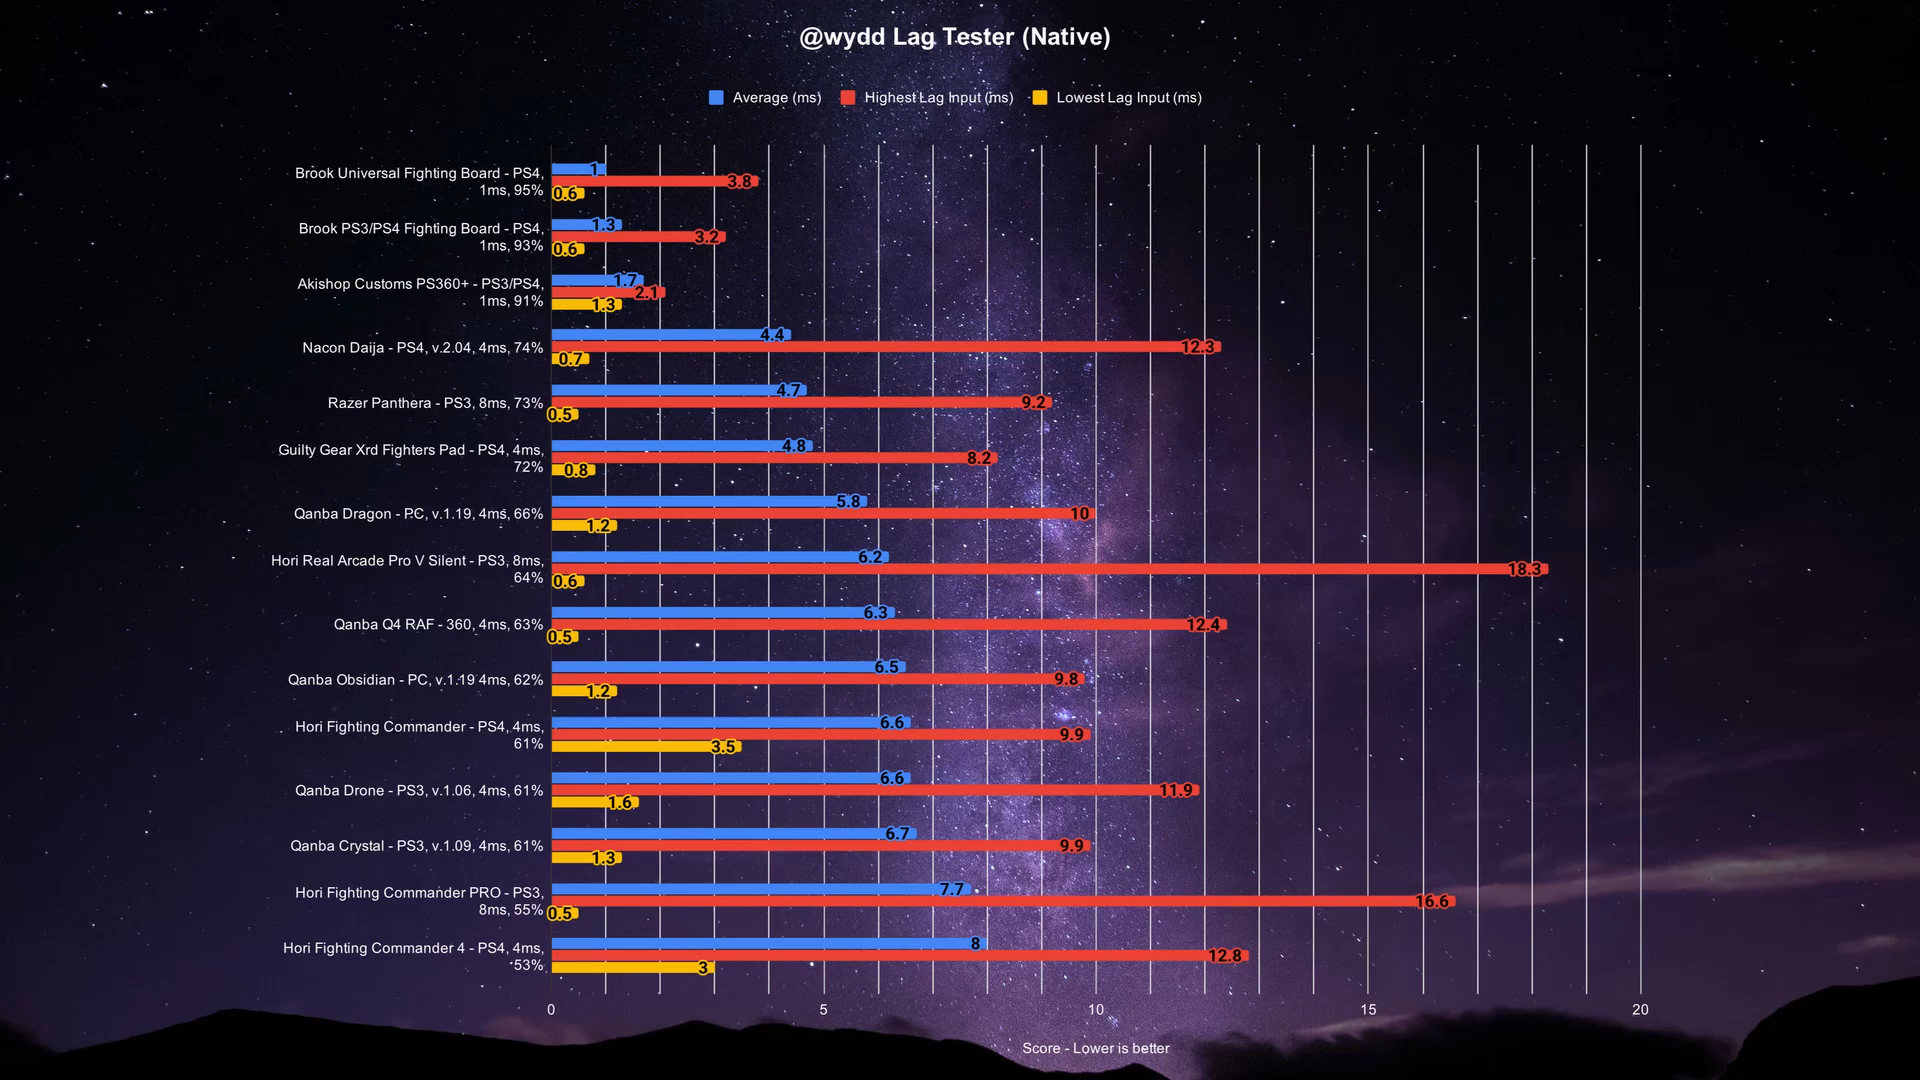 @wydd Lag Tester (Native)
Average (ms) Highest Lag Input (ms) Lowest Lag Input (ms)
Brook Universal Fighting Board - PS4,
1ms, 95%
1
3.8
0.6
Brook PS3/PS4 Fighting Board - PS4,
1ms, 93%
1.3
3.2
0.6
Akishop Customs PS360+ - PS3/PS4,
1ms, 91%
1.7
2.1
1.3
Nacon Daija - PS4, v.2.04, 4ms, 74%
4.4
12.3
0.7
Razer Panthera - PS3, 8ms, 73%
4.7
9.2
0.5
Guilty Gear Xrd Fighters Pad - PS4, 4ms,
72%
4.8
8.2
0.8
Qanba Dragon - PC, v.1.19, 4ms, 66%
5.8
10
1.2
Hori Real Arcade Pro V Silent - PS3, 8ms,
64%
6.2
18.3
0.6
Qanba Q4 RAF - 360, 4ms, 63%
6.3
12.4
0.5
Qanba Obsidian - PC, v.1.19 4ms, 62%
6.5
9.8
1.2
Hori Fighting Commander - PS4, 4ms,
61%
6.6
9.9
3.5
Qanba Drone - PS3, v.1.06, 4ms, 61%
6.6
11.9
1.6
Qanba Crystal - PS3, v.1.09, 4ms, 61%
6.7
9.9
1.3
Hori Fighting Commander PRO - PS3,
8ms, 55%
7.7
16.6
0.5
Hori Fighting Commander 4 - PS4, 4ms,
53%
8
12.8
3
0 5 10 15 20
Score - Lower is better